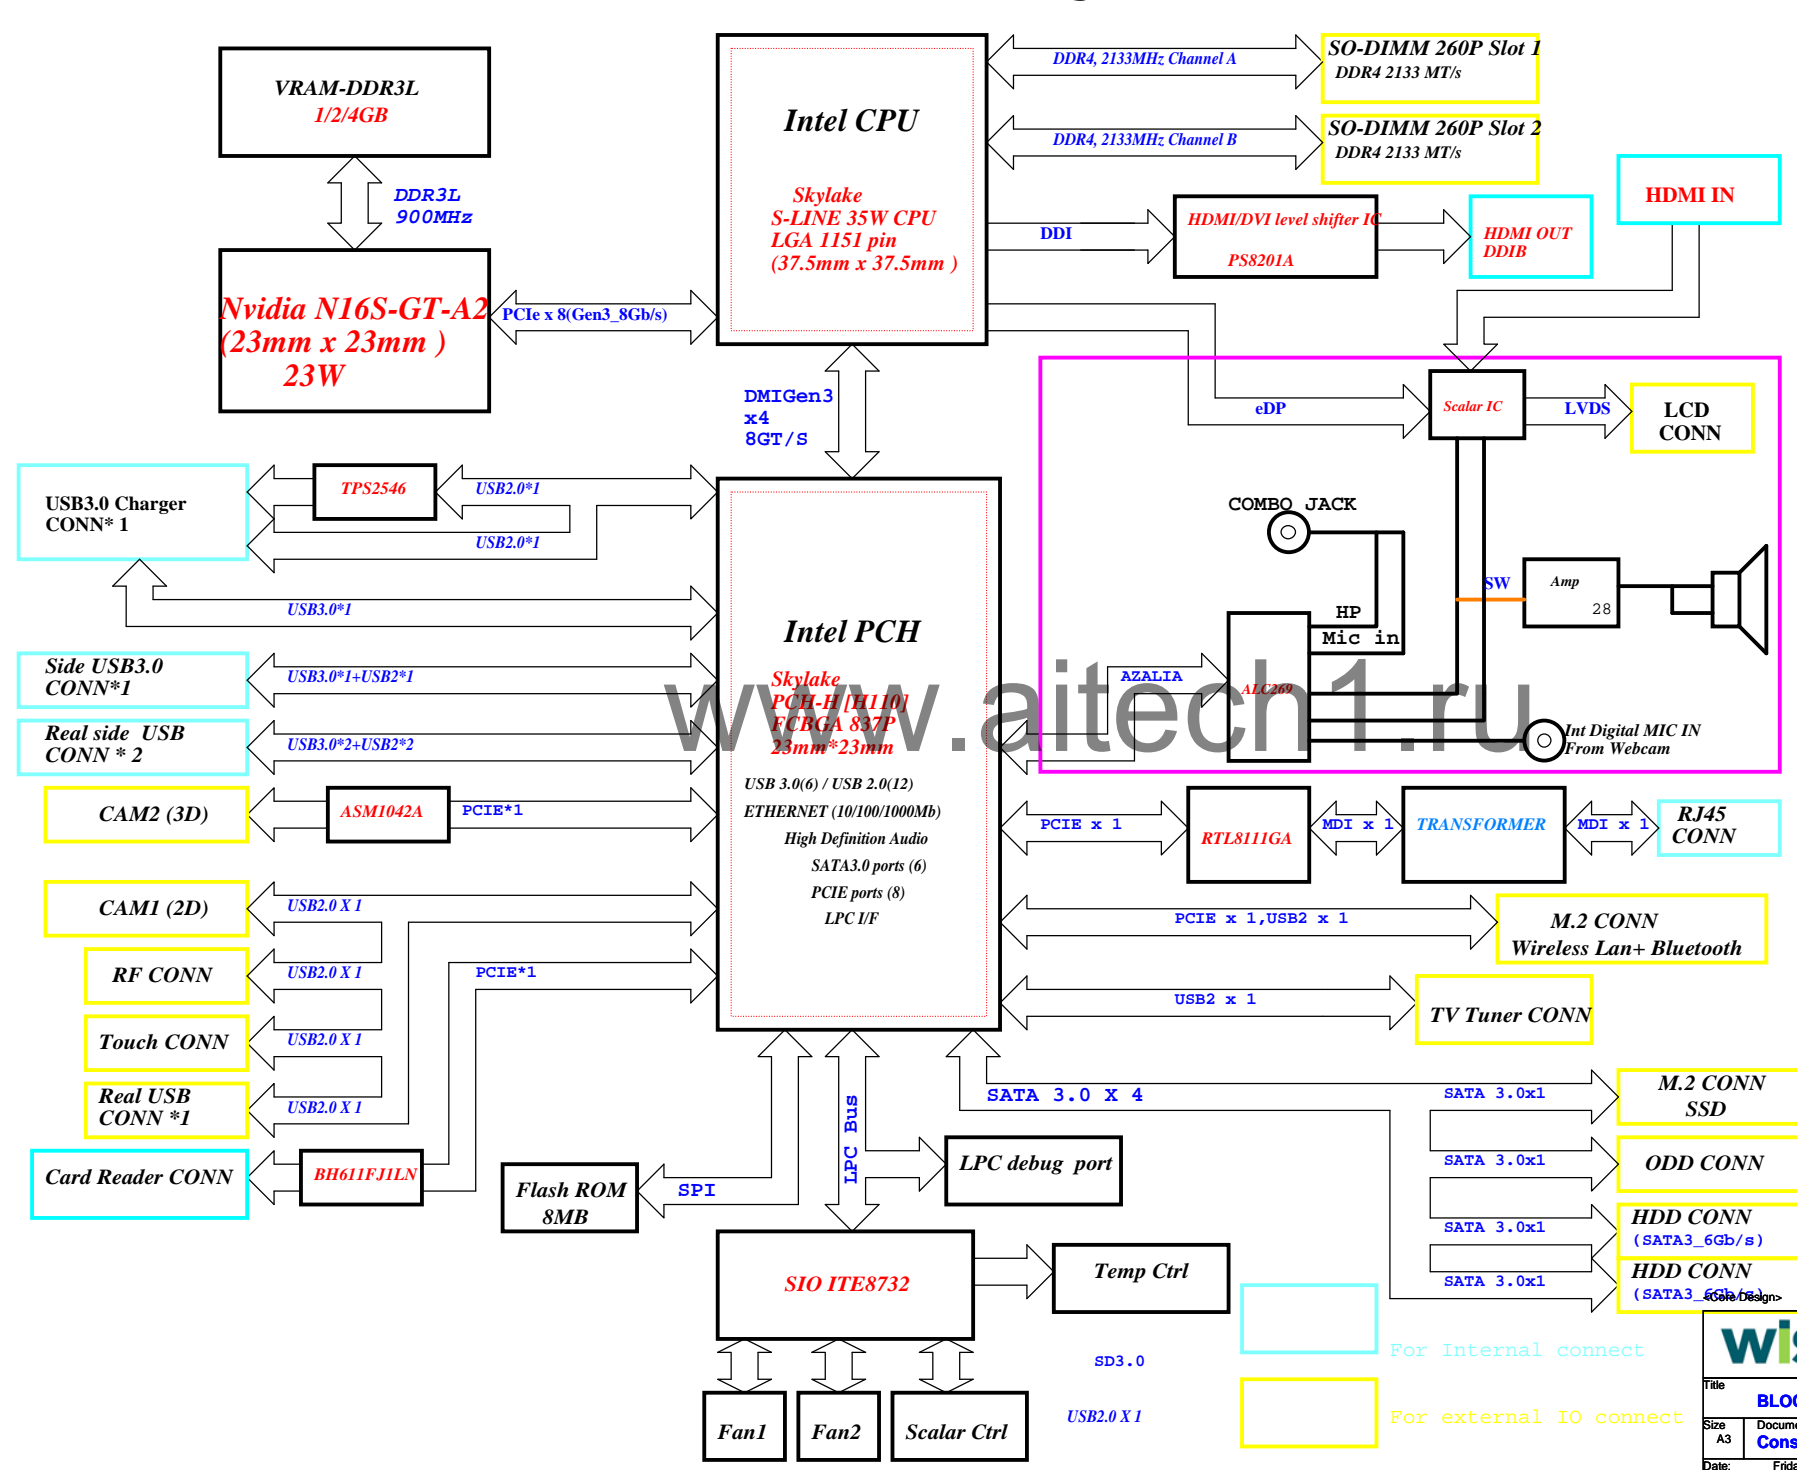 VRAM-DDR3L
1/2/4GB
DDR3L
900MHz
Nvidia N16S-GT-A2
(23mm x 23mm )
23W
PCIe x 8(Gen3_8Gb/s)
Intel CPU
Skylake
S-LINE 35W CPU
LGA 1151 pin
(37.5mm x 37.5mm )
DDR4, 2133MHz Channel A
SO-DIMM 260P Slot 1
DDR4 2133 MT/s
DDR4, 2133MHz Channel B
SO-DIMM 260P Slot 2
DDR4 2133 MT/s
DDI
HDMI/DVI level shifter IC
PS8201A
HDMI OUT
DDIB
HDMI IN
DMIGen3
x4
8GT/S
eDP
Scalar IC
LVDS
LCD
CONN
USB3.0 Charger
CONN* 1
TPS2546
USB2.0*1
USB2.0*1
USB3.0*1
Side USB3.0
CONN*1
USB3.0*1+USB2*1
Real side USB
CONN * 2
USB3.0*2+USB2*2
CAM2 (3D)
ASM1042A
PCIE*1
Intel PCH
Skylake
PCH-H [H110]
FCBGA 837P
23mm*23mm
USB 3.0(6) / USB 2.0(12)
ETHERNET (10/100/1000Mb)
High Definition Audio
SATA3.0 ports (6)
PCIE ports (8)
LPC I/F
COMBO JACK
HP
Mic in
SW
Amp
28
AZALIA
ALC269
Int Digital MIC IN
From Webcam
www.aitech1.ru
PCIE x 1
RTL8111GA
MDI x 1
TRANSFORMER
MDI x 1
RJ45
CONN
PCIE x 1,USB2 x 1
M.2 CONN
Wireless Lan+ Bluetooth
USB2 x 1
TV Tuner CONN
CAM1 (2D)
USB2.0 X 1
RF CONN
USB2.0 X 1
PCIE*1
Touch CONN
USB2.0 X 1
Real USB
CONN *1
USB2.0 X 1
Card Reader CONN
BH611FJ1LN
Flash ROM
8MB
SPI
LPC Bus
LPC debug port
SATA 3.0 X 4
SATA 3.0x1
M.2 CONN
SSD
SATA 3.0x1
ODD CONN
SATA 3.0x1
HDD CONN
(SATA3_6Gb/s)
SATA 3.0x1
HDD CONN
(SATA3_6Gb/s)
SIO ITE8732
Temp Ctrl
Fan1
Fan2
Scalar Ctrl
SD3.0
USB2.0 X 1
For Internal connect
For external IO connect
<Core Design>
Title
Size
A3
Date: